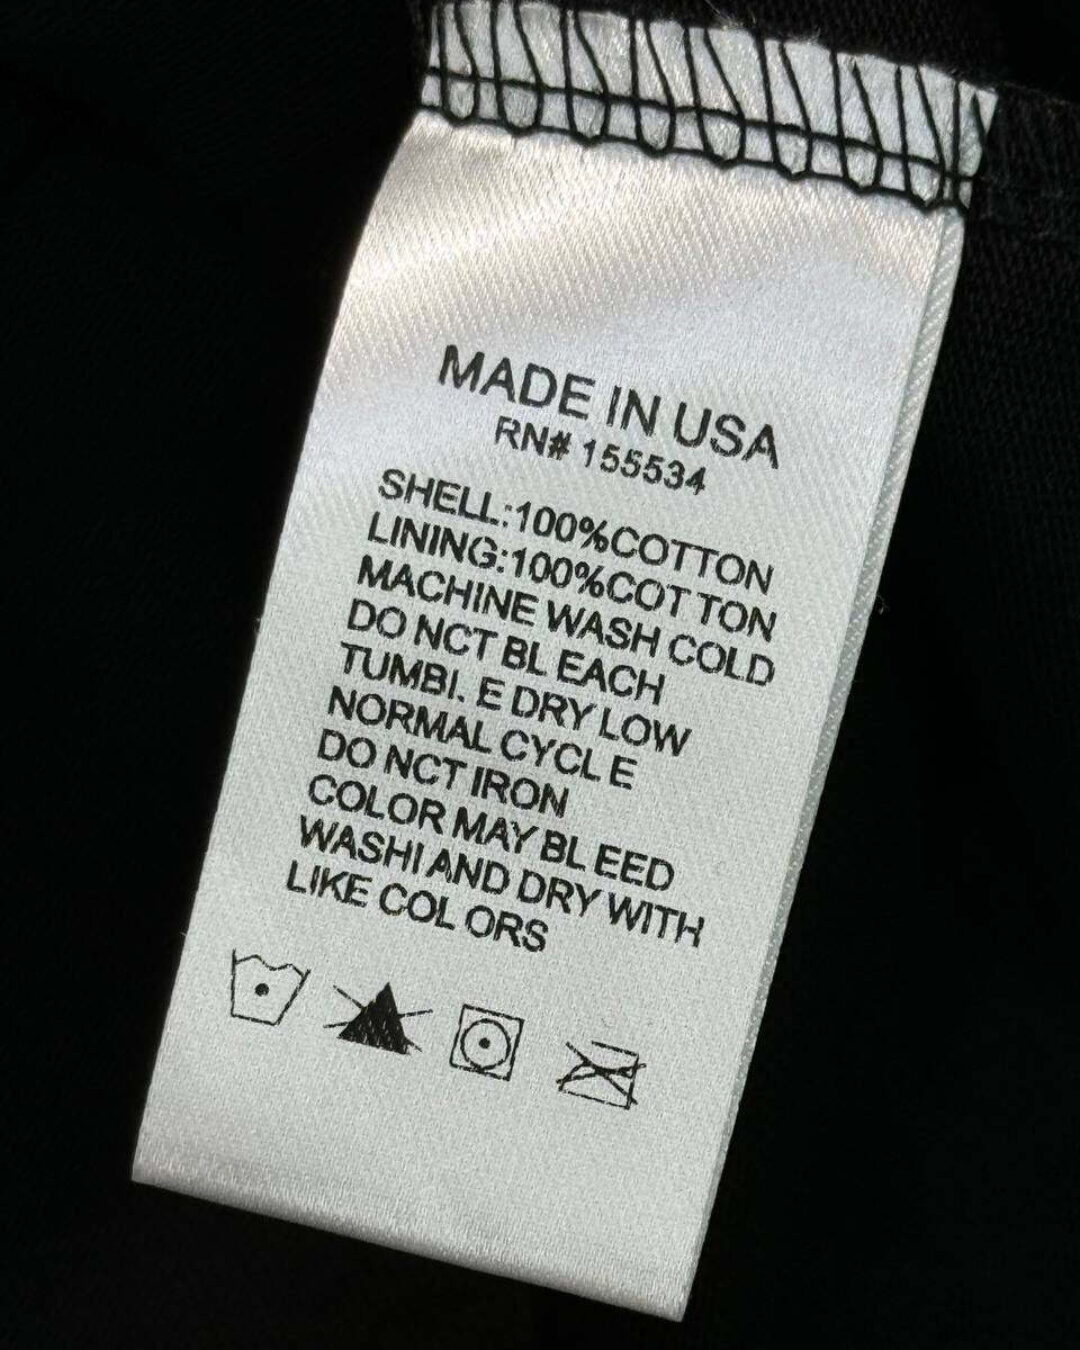 MADE IN USA
RN# 155534
SHELL:100%COTTON
LINING:100%COT TON
MACHINE WASH COLD
DO NCT BL EACH
TUMBI. E DRY LOW
NORMAL CYCL E
DO NCT IRON
COLOR MAY BL EED
WASHI AND DRY WITH
LIKE COL ORS